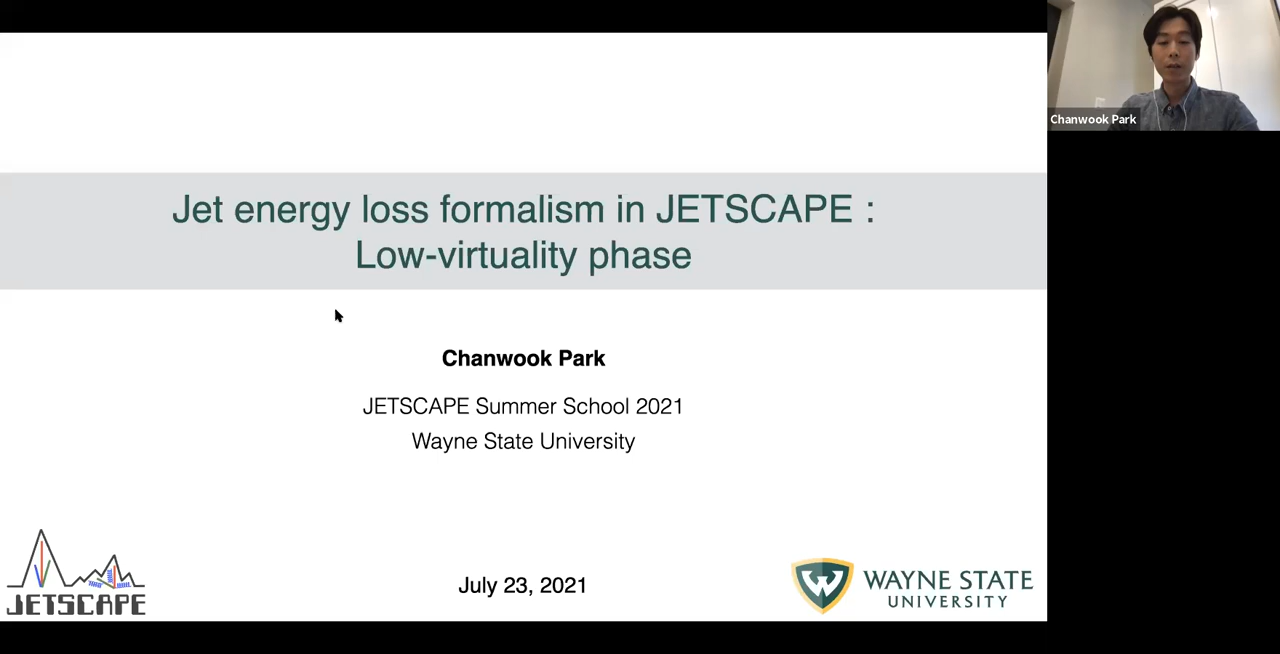 Jet energy loss formalism in JETSCAPE :
Low-virtuality phase
Chanwook Park
JETSCAPE Summer School 2021
Wayne State University
July 23, 2021
JETSCAPE
WAYNE STATE
UNIVERSITY
Chanwook Park